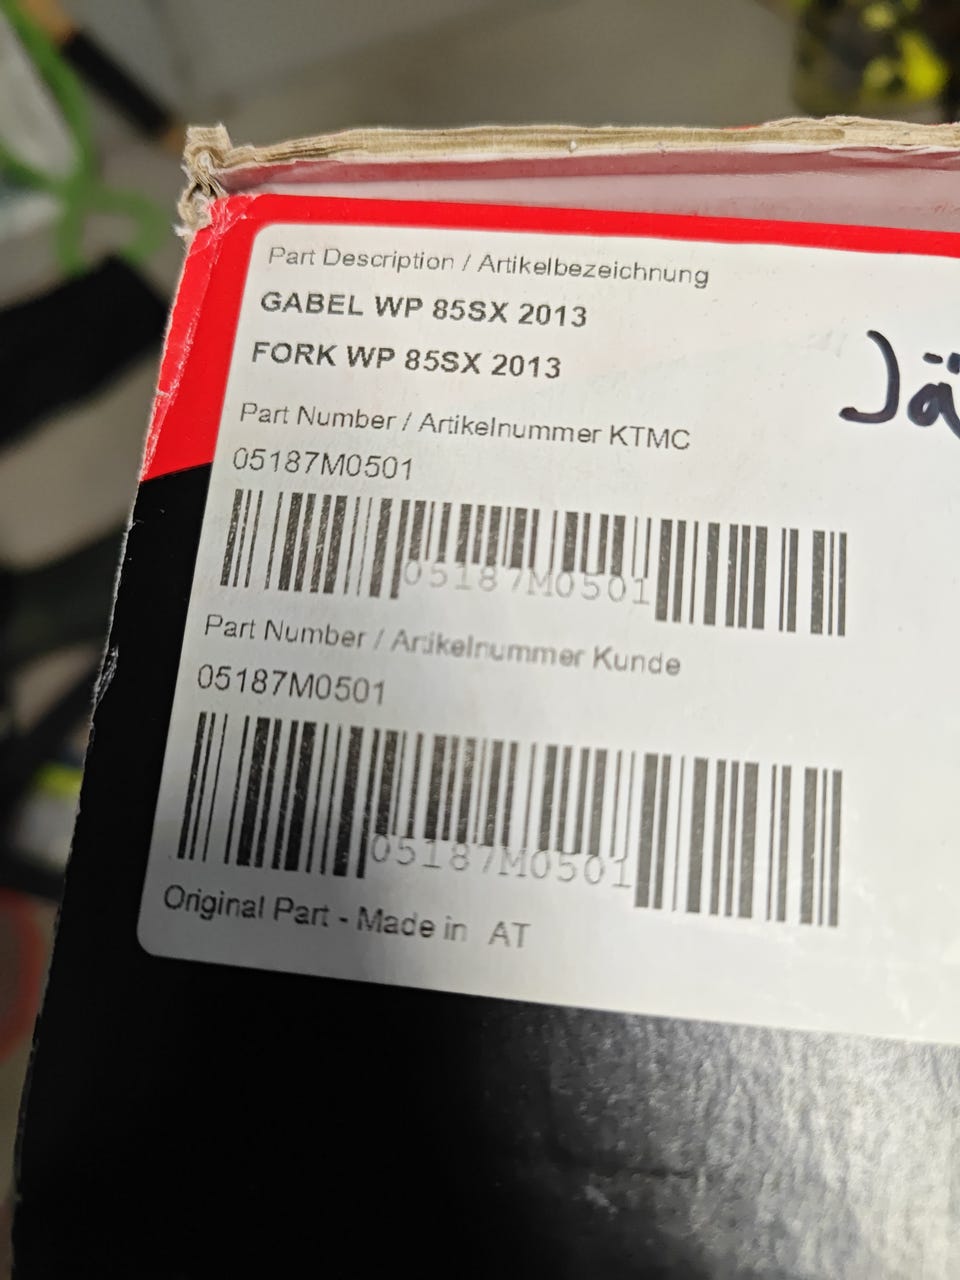 Part Description / Artikelbezeichnung
GABEL WP 85SX 2013
FORK WP 85SX 2013
Part Number / Artikelnummer KTMC
05187M0501
05187M0501
Part Number / Artikelnummer Kunde
05187M0501
05187M0501
Original Part - Made in AT